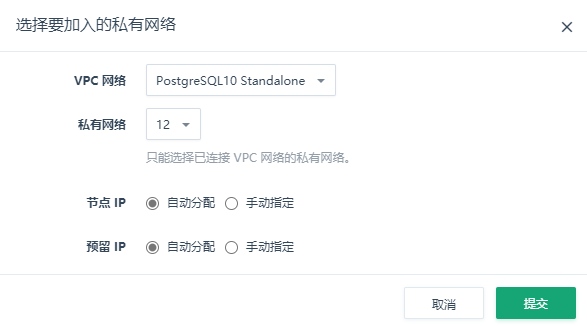 选择要加入的私有网络
VPC 网络 PostgreSQL10 Standalone
私有网络 12
只能选择已连接 VPC 网络的私有网络。
节点 IP 自动分配 手动指定
预留 IP 自动分配 手动指定
取消 提交